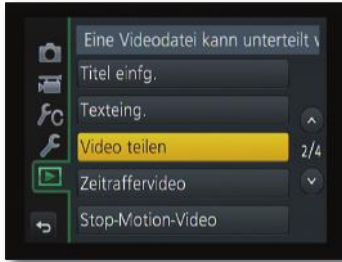 Eine Videodatei kann unterteilt
Titel einfg.
Texteing.
Video teilen
2/4
Zeitraffervideo
Stop-Motion-Video